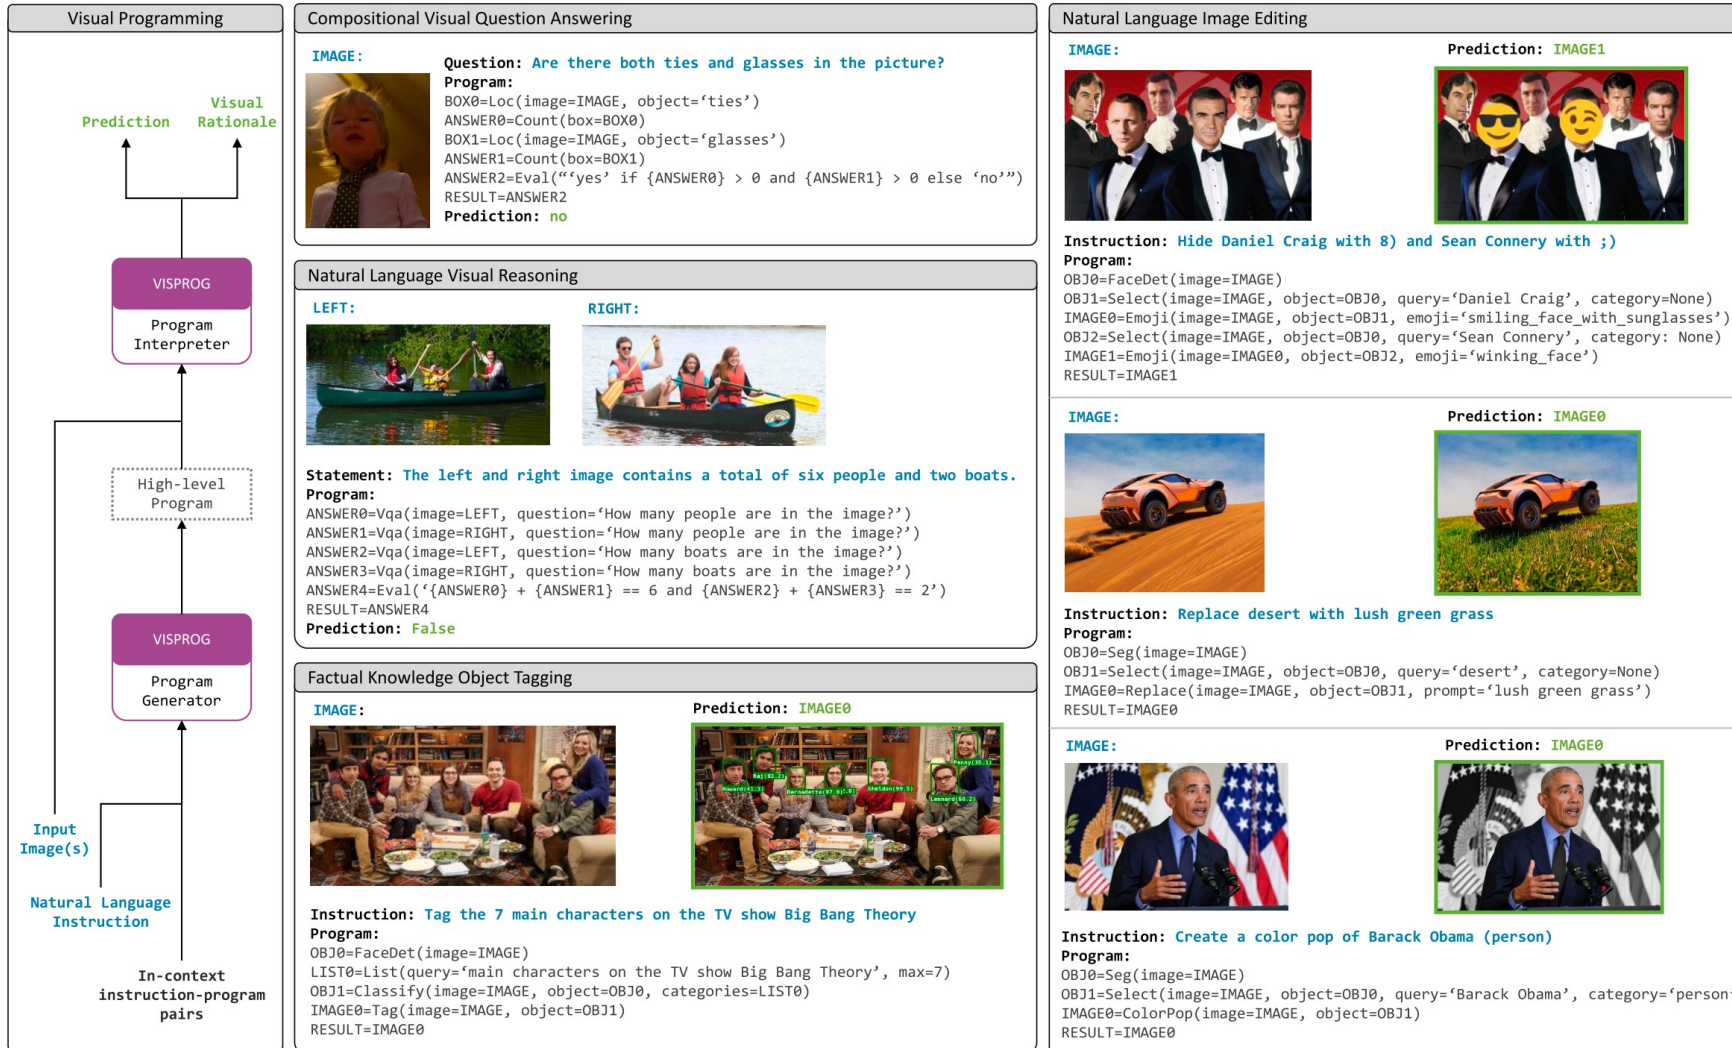 Visual Programming
Prediction
Visual
Rationale
VISPROG
Program
Interpreter
High-level
Program
VISPROG
Program
Generator
Input
Image(s)
Natural Language
Instruction
In-context
instruction-program
pairs
Compositional Visual Question Answering
IMAGE:
Question: Are there both ties and glasses in the picture?
Program:
BOX0=Loc(image=IMAGE, object=‘ties’)
ANSWER0=Count(box=BOX0)
BOX1=Loc(image=IMAGE, object=‘glasses’)
ANSWER1=Count(box=BOX1)
ANSWER2=Eval(“‘yes’ if {ANSWER0} > 0 and {ANSWER1} > 0 else ‘no’”)
RESULT=ANSWER2
Prediction: no
Natural Language Visual Reasoning
LEFT: RIGHT:
Statement: The left and right image contains a total of six people and two boats.
Program:
ANSWER0=Vqa(image=LEFT, question=‘How many people are in the image?’)
ANSWER1=Vqa(image=RIGHT, question=‘How many people are in the image?’)
ANSWER2=Vqa(image=LEFT, question=‘How many boats are in the image?’)
ANSWER3=Vqa(image=RIGHT, question=‘How many boats are in the image?’)
ANSWER4=Eval(‘{ANSWER0} + {ANSWER1} == 6 and {ANSWER2} + {ANSWER3} == 2’)
RESULT=ANSWER4
Prediction: False
Factual Knowledge Object Tagging
IMAGE: Prediction: IMAGE0
Penny(35.1)
Raj(93.2)
Howard(41.3) Bernadette(97.0) Sheldon(99.5)
Leonard(68.2)
Instruction: Tag the 7 main characters on the TV show Big Bang Theory
Program:
OBJ0=FaceDet(image=IMAGE)
LIST0=List(query=‘main characters on the TV show Big Bang Theory’, max=7)
OBJ1=Classify(image=IMAGE, object=OBJ0, categories=LIST0)
IMAGE0=Tag(image=IMAGE, object=OBJ1)
RESULT=IMAGE0
Natural Language Image Editing
IMAGE: Prediction: IMAGE1
Instruction: Hide Daniel Craig with 8) and Sean Connery with ;)
Program:
OBJ0=FaceDet(image=IMAGE)
OBJ1=Select(image=IMAGE, object=OBJ0, query=‘Daniel Craig’, category=None)
IMAGE0=Emoji(image=IMAGE, object=OBJ1, emoji=‘smiling_face_with_sunglasses’)
OBJ2=Select(image=IMAGE, object=OBJ0, query=‘Sean Connery’, category: None)
IMAGE1=Emoji(image=IMAGE0, object=OBJ2, emoji=‘winking_face’)
RESULT=IMAGE1
IMAGE: Prediction: IMAGE0
Instruction: Replace desert with lush green grass
Program:
OBJ0=Seg(image=IMAGE)
OBJ1=Select(image=IMAGE, object=OBJ0, query=‘desert’, category=None)
IMAGE0=Replace(image=IMAGE, object=OBJ1, prompt=‘lush green grass’)
RESULT=IMAGE0
IMAGE: Prediction: IMAGE0
Instruction: Create a color pop of Barack Obama (person)
Program:
OBJ0=Seg(image=IMAGE)
OBJ1=Select(image=IMAGE, object=OBJ0, query=‘Barack Obama’, category=‘person
IMAGE0=ColorPop(image=IMAGE, object=OBJ1)
RESULT=IMAGE0